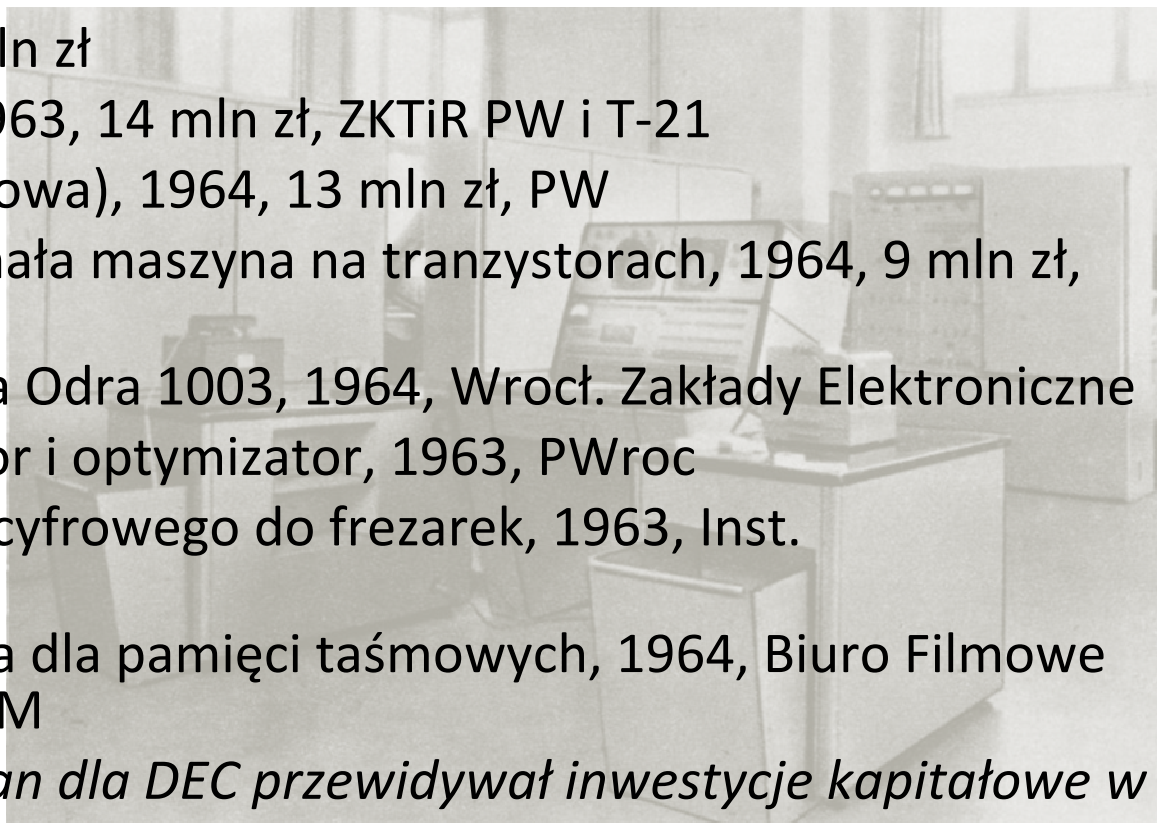 ln zł
963, 14 mln zł, ZKTiR PW i T-21
owa), 1964, 13 mln zł, PW
ała maszyna na tranzystorach, 1964, 9 mln zł,
a Odra 1003, 1964, Wrocł. Zakłady Elektroniczne
or i optymizator, 1963, PWroc
cyfrowego do frezarek, 1963, Inst.
a dla pamięci taśmowych, 1964, Biuro Filmowe
M
an dla DEC przewidywał inwestycje kapitałowe w